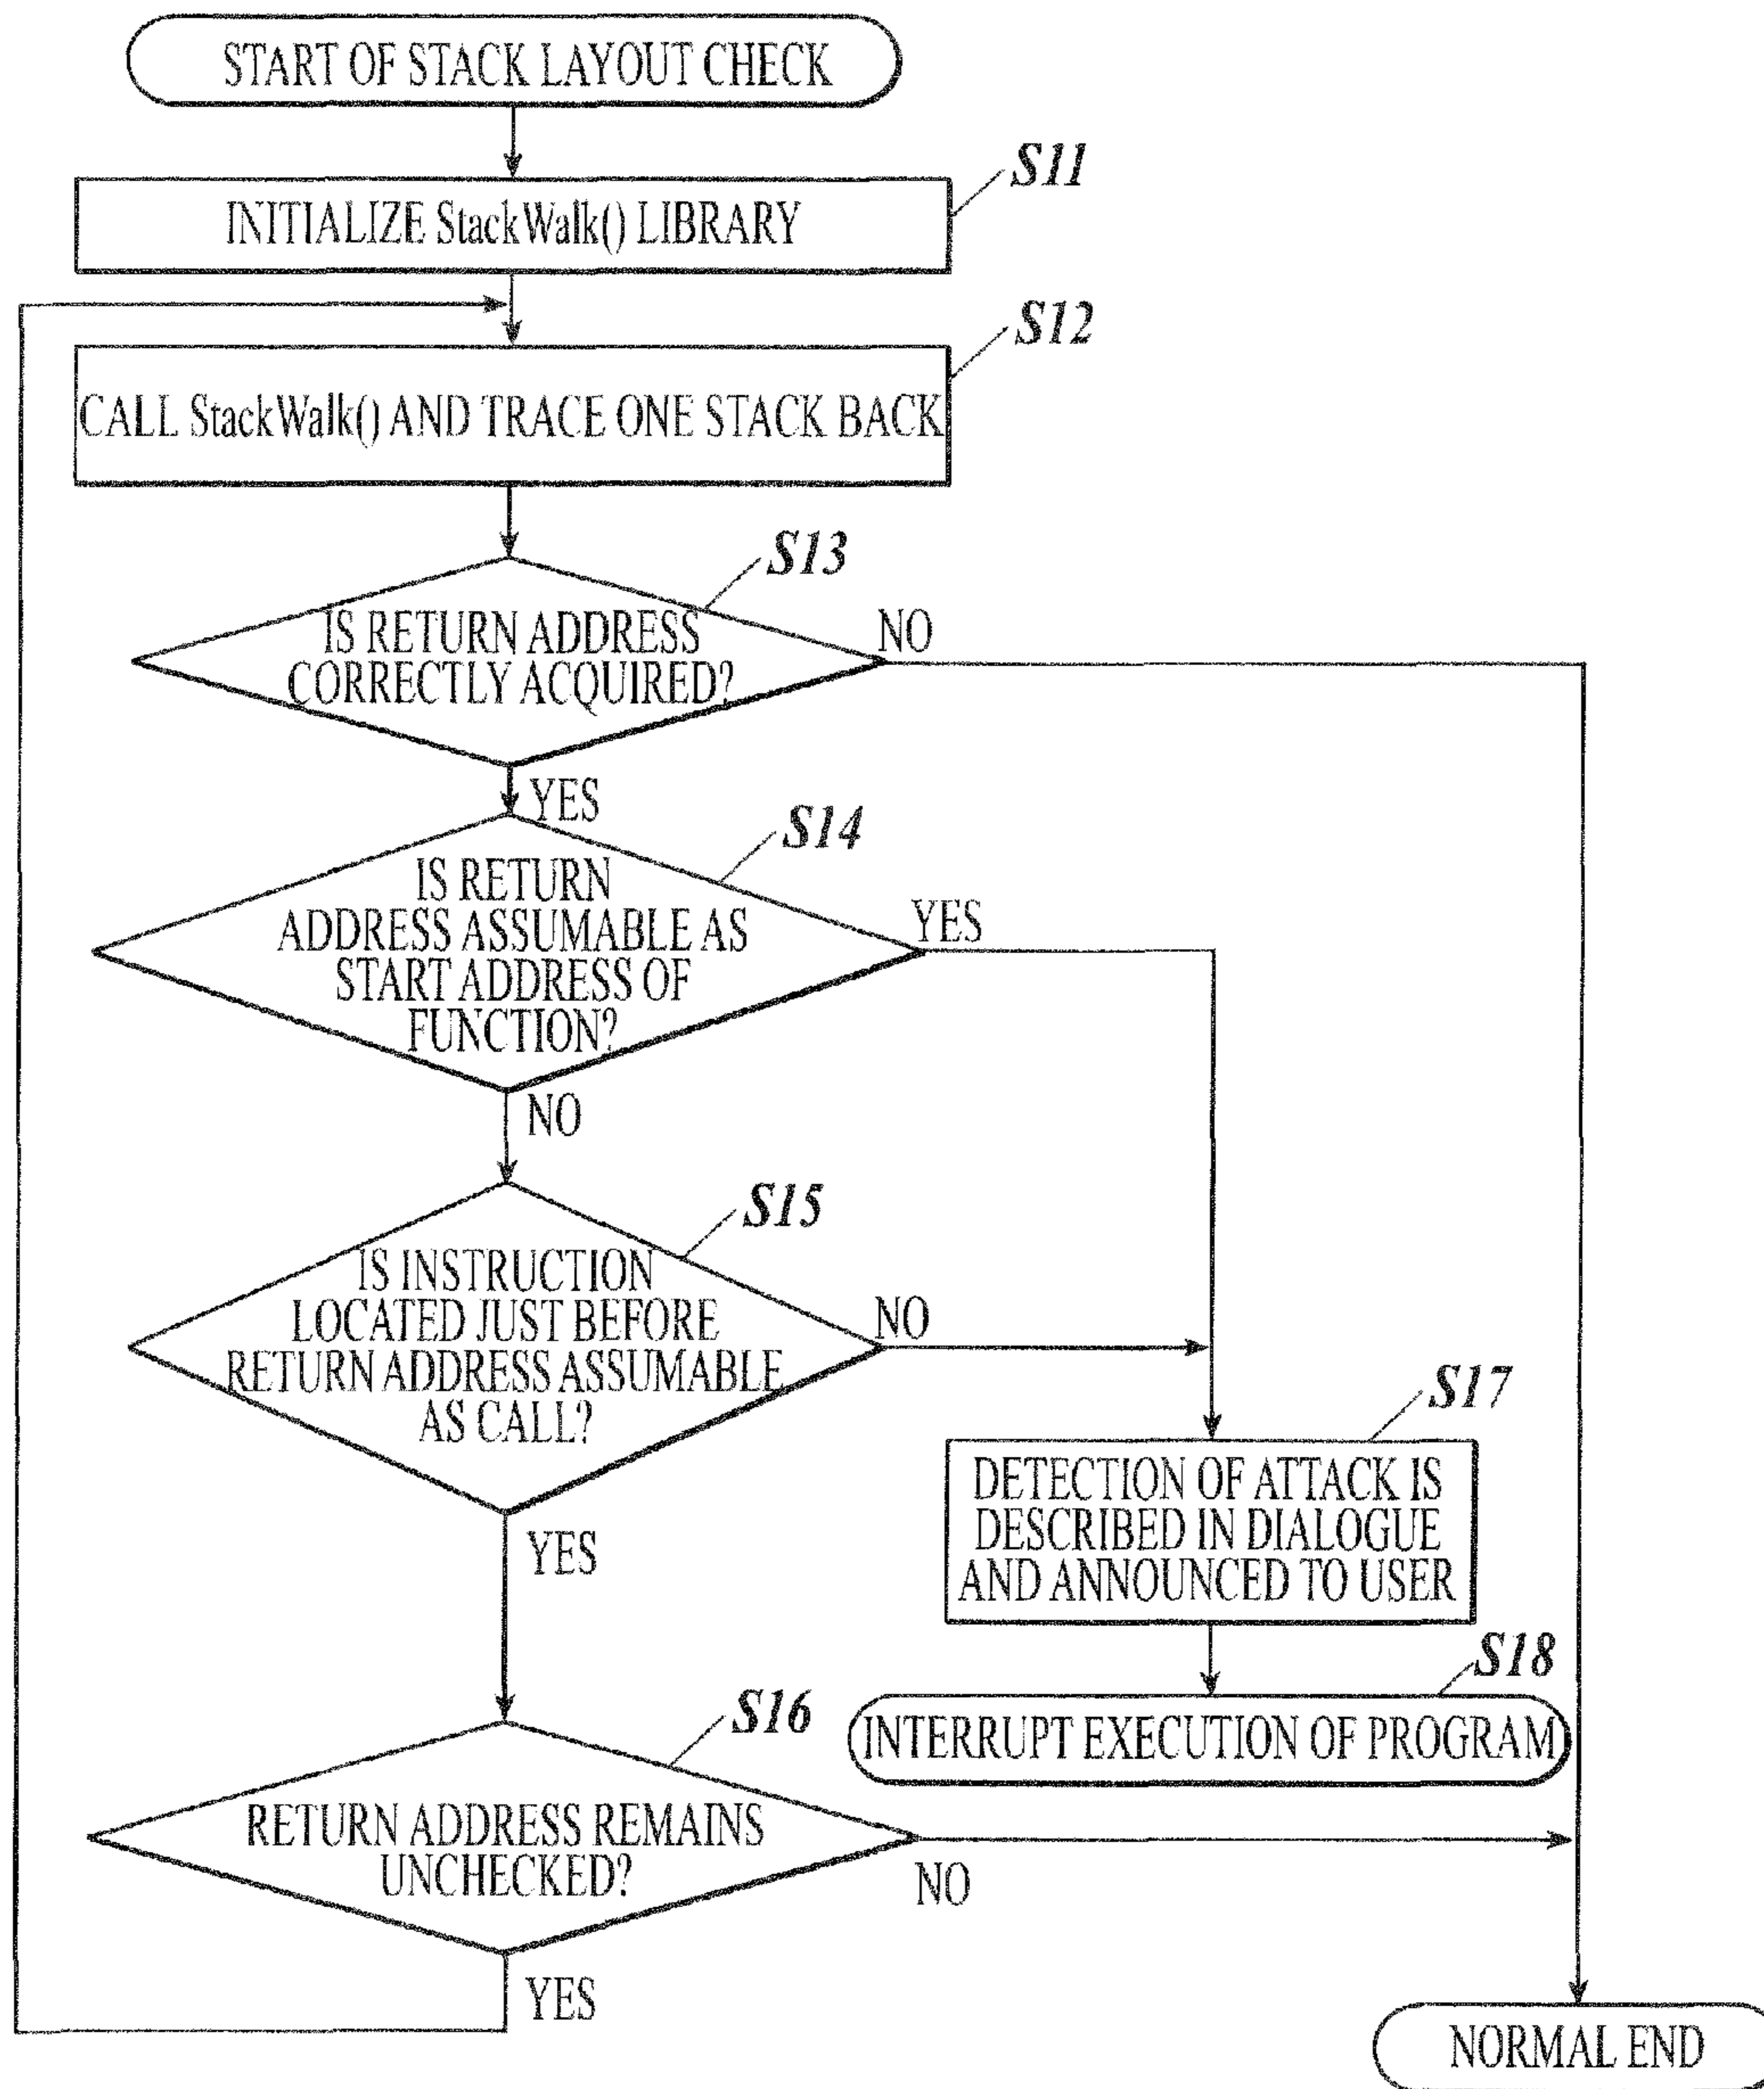 START OF STACK LAYOUT CHECK
S11
INITIALIZE StackWalk() LIBRARY
S12
CALL StackWalk() AND TRACE ONE STACK BACK
S13
IS RETURN ADDRESS
CORRECTLY ACQUIRED?
NO
YES
S14
IS RETURN
ADDRESS ASSUMABLE AS
START ADDRESS OF
FUNCTION?
YES
NO
S15
IS INSTRUCTION
LOCATED JUST BEFORE
RETURN ADDRESS ASSUMABLE
AS CALL?
NO
YES
S17
DETECTION OF ATTACK IS
DESCRIBED IN DIALOGUE
AND ANNOUNCED TO USER
S18
INTERRUPT EXECUTION OF PROGRAM
S16
RETURN ADDRESS REMAINS
UNCHECKED?
NO
YES
NORMAL END